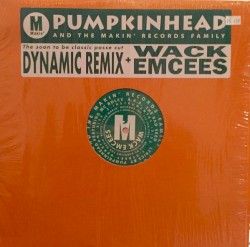 M
PUMPKINHEAD
AND THE MAKIN' RECORDS FAMILY
The soon to be classic posse cut
DYNAMIC REMIX +
WACK
EMCEES
M
WACK EMCEES